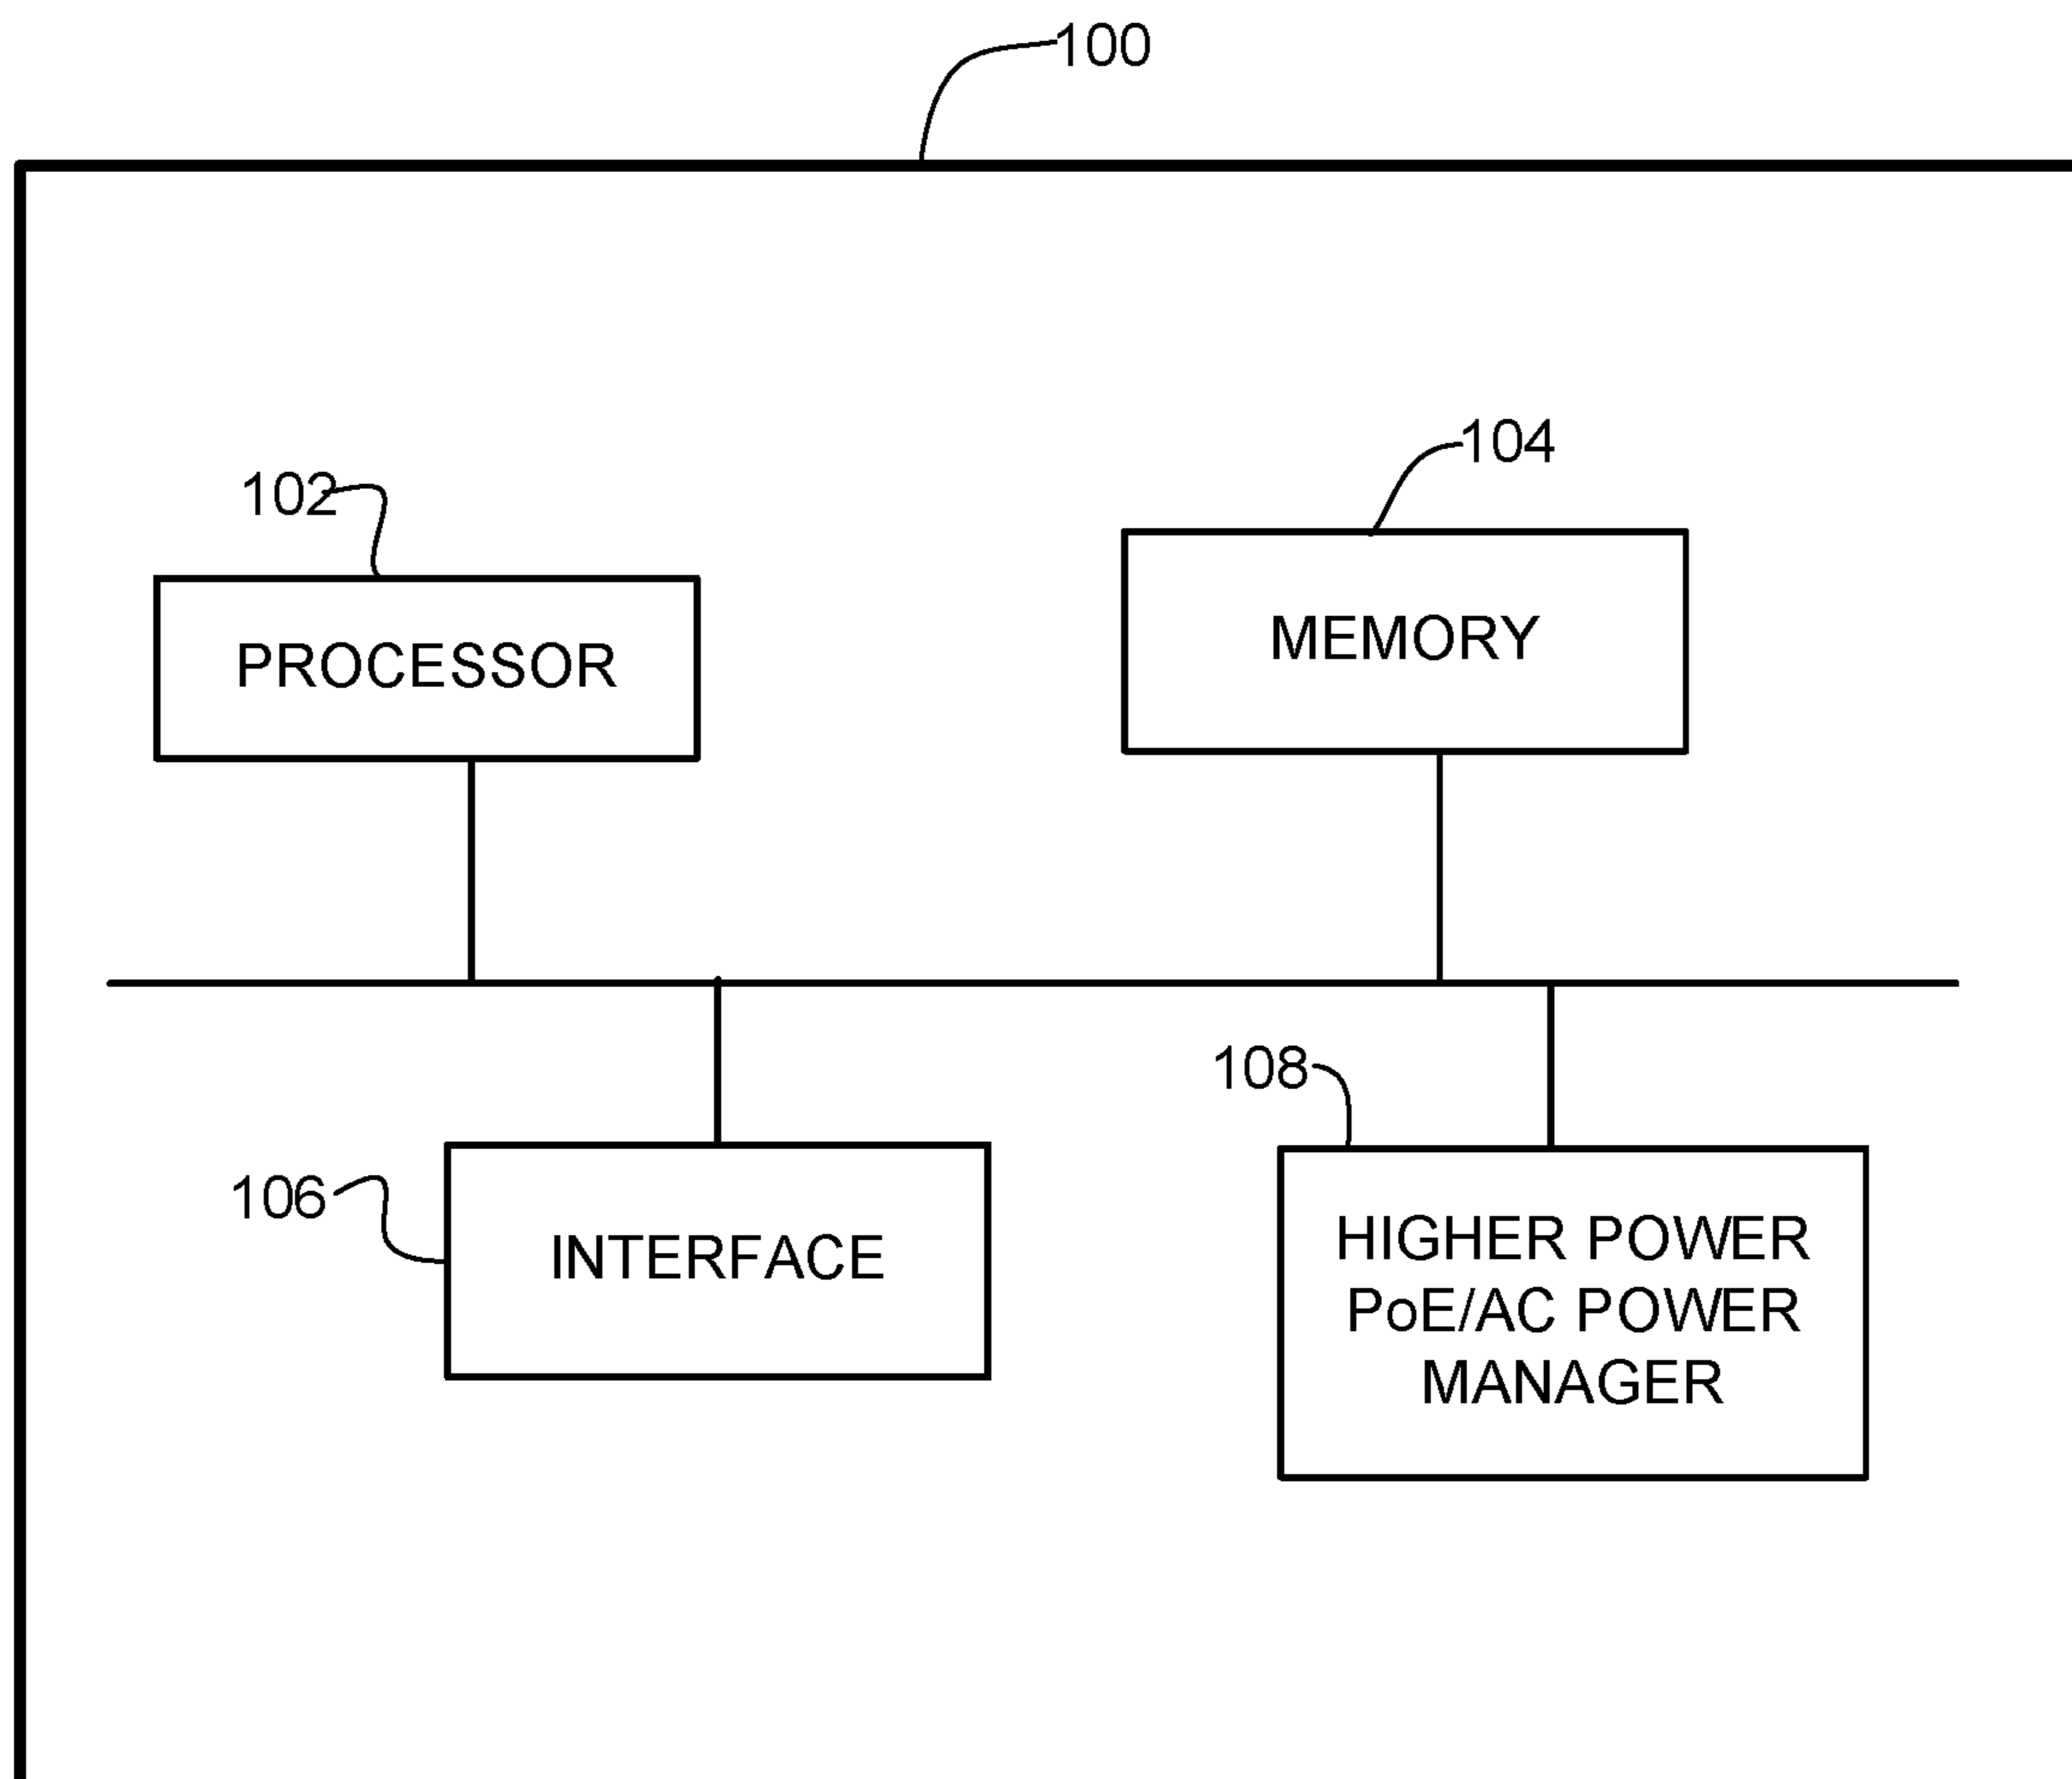 100
104
102
MEMORY
PROCESSOR
108
106
HIGHER POWER
INTERFACE
PoE/AC POWER
MANAGER